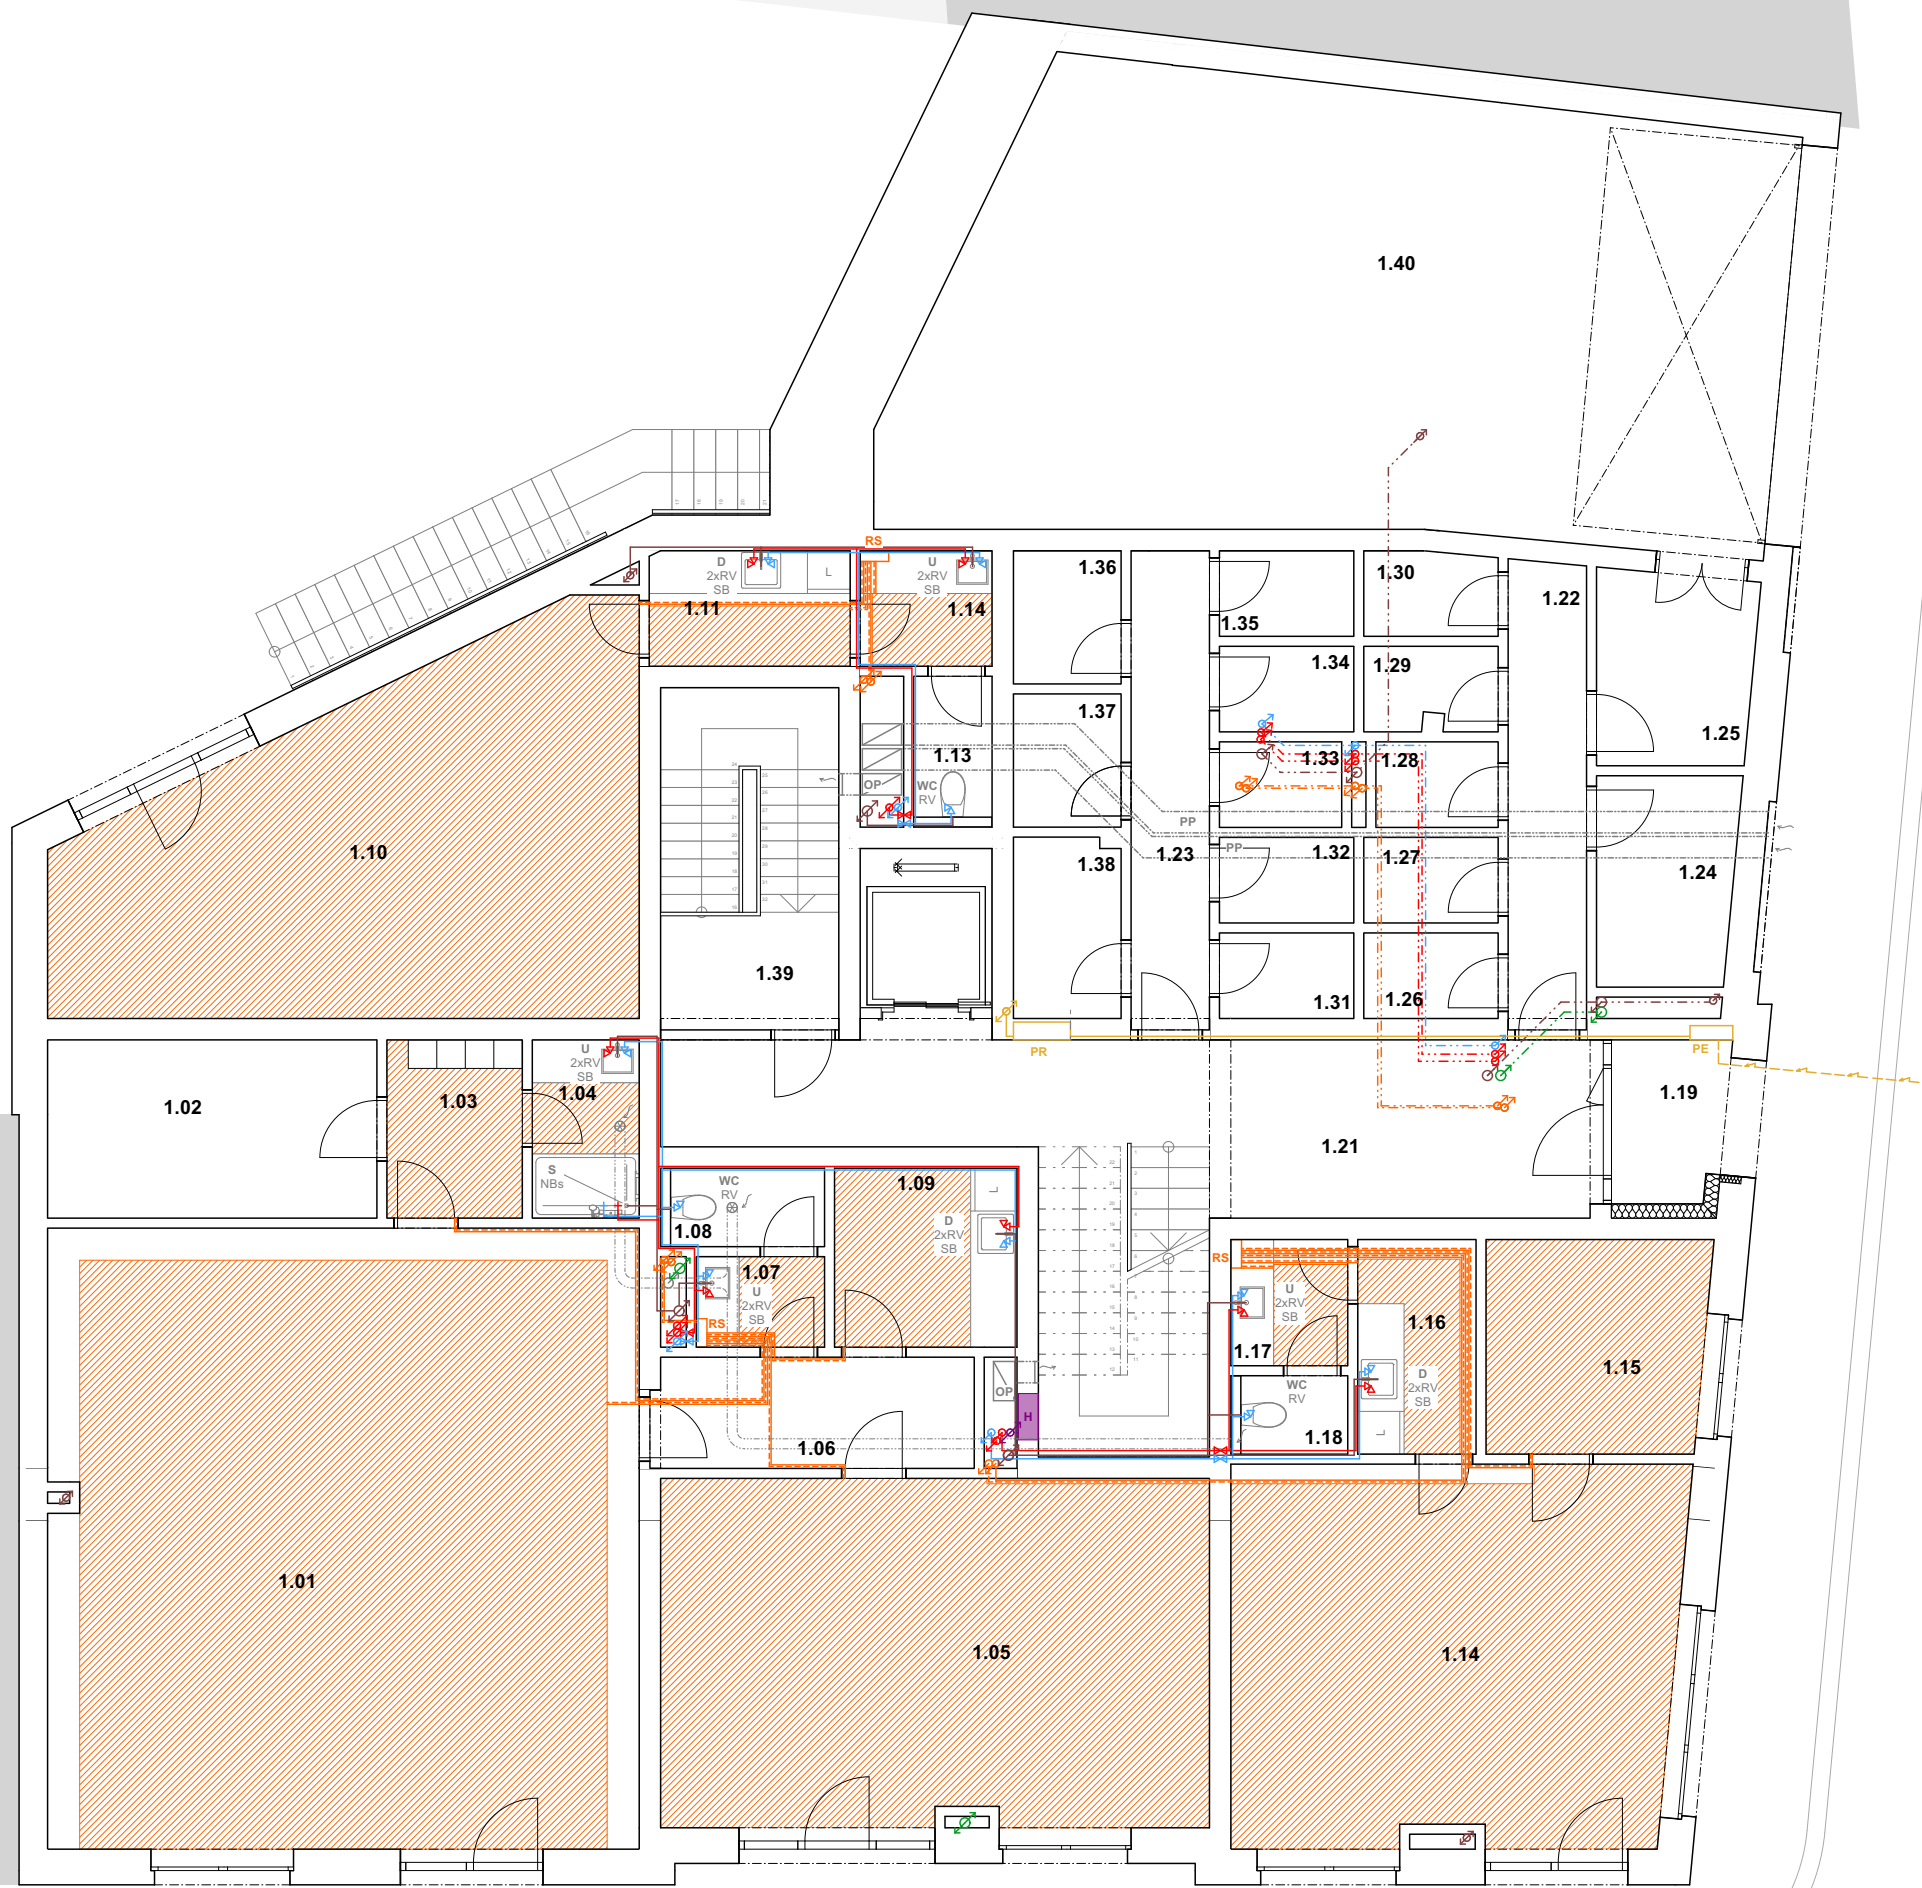 1.40
RS
D
2xRV
SB
L
U
2xRV
SB
1.11
1.14
1.36
1.30
1.22
1.35
1.34
1.29
1.37
1.25
1.13
1.33
1.28
OP
WC
RV
PP
PP
1.10
1.38
1.23
1.32
1.27
1.24
1.39
1.31
1.26
PR
PE
U
2xRV
SB
1.02
1.03
1.04
1.19
1.21
S
NBs
WC
RV
1.09
L
1.08
D
2xRV
SB
RS
1.07
U
2xRV
SB
RS
U
2xRV
SB
1.17
1.16
1.15
D
2xRV
SB
OP
H
WC
RV
1.18
L
1.06
1.01
1.05
1.14